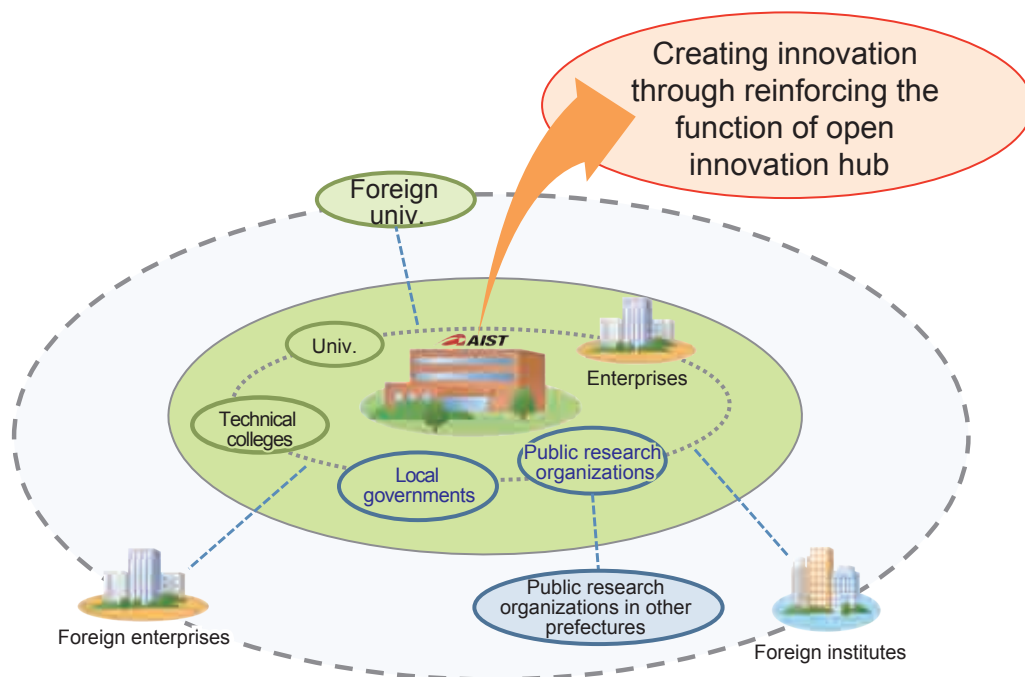 Creating innovation
through reinforcing the
function of open
innovation hub
Foreign
univ.
AIST
Univ.
Enterprises
Technical
colleges
Public research
organizations
Local
governments
Public research
organizations in other
prefectures
Foreign enterprises
Foreign institutes